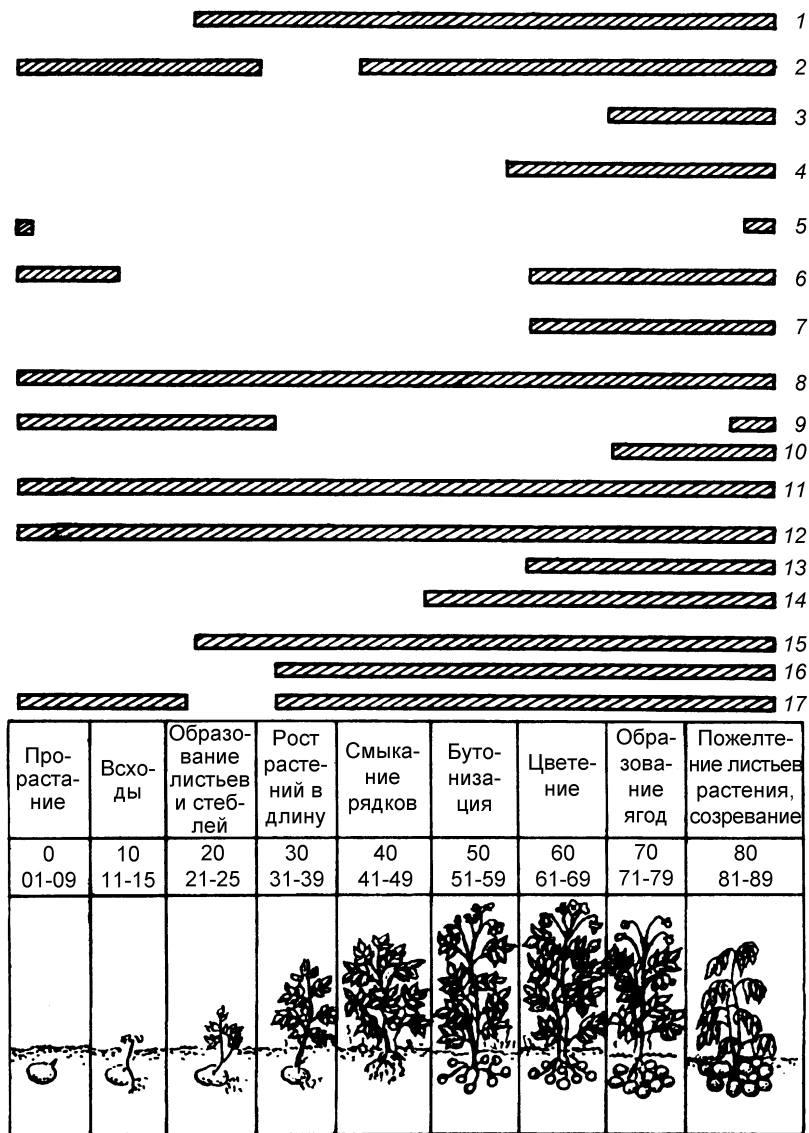 1
2
3
4
5
6
7
8
9
10
11
12
13
14
15
16
17
Про-
раста-
ние
Всхо-
ды
Образо-
вание
листьев
и стеб-
лей
Рост
расте-
ний в
длину
Смыка-
ние
рядков
Буто-
низа-
ция
Цвете-
ние
Обра-
зова-
ние
ягод
Пожелте-
ние листьев
растения,
созревание
0
01-09
10
11-15
20
21-25
30
31-39
40
41-49
50
51-59
60
61-69
70
71-79
80
81-89